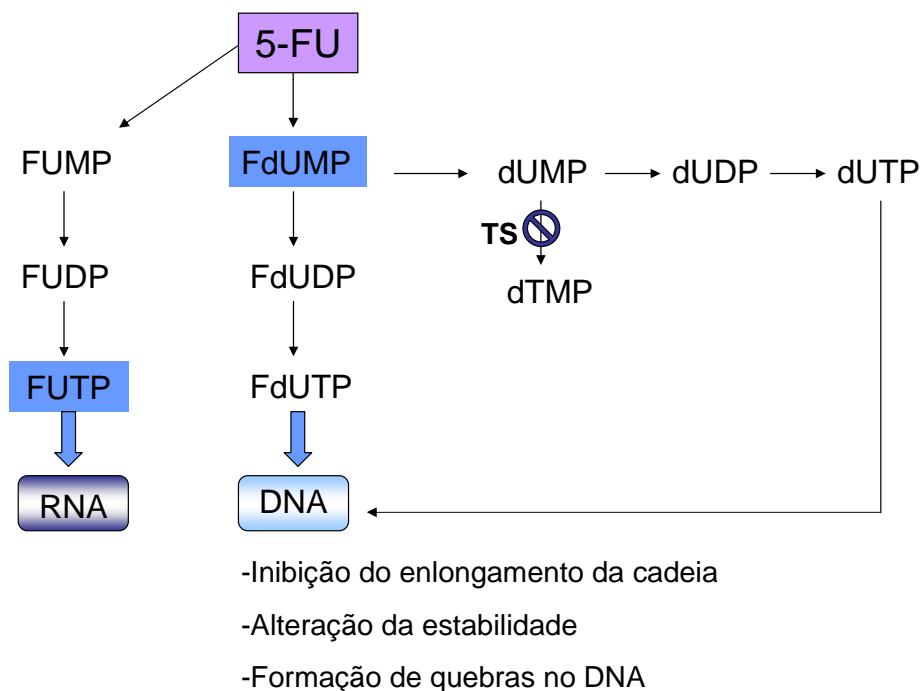 5-FU
FUMP
FdUMP
dUMP
dUDP
dUTP
TS
FUDP
FdUDP
dTMP
FUTP
FdUTP
RNA
DNA
-Inibição do enlongamento da cadeia
-Alteração da estabilidade
-Formação de quebras no DNA